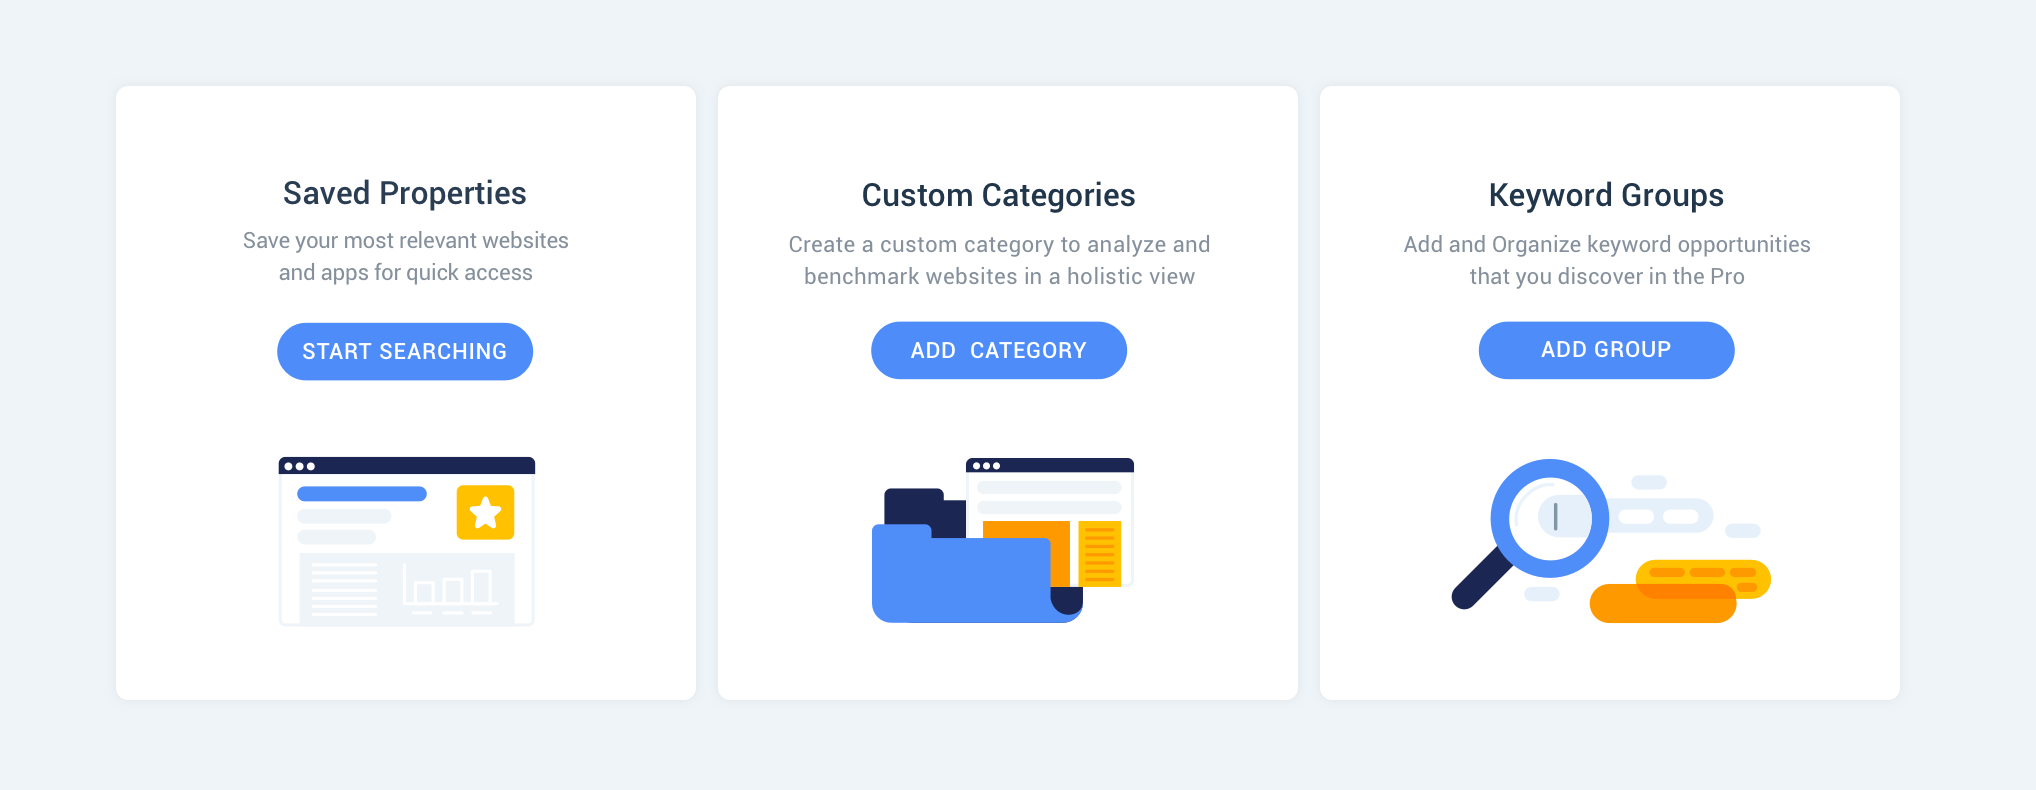 Saved Properties
Save your most relevant websites
and apps for quick access
START SEARCHING
Custom Categories
Create a custom category to analyze and
benchmark websites in a holistic view
ADD  CATEGORY
Keyword Groups
Add and Organize keyword opportunities
that you discover in the Pro
ADD GROUP